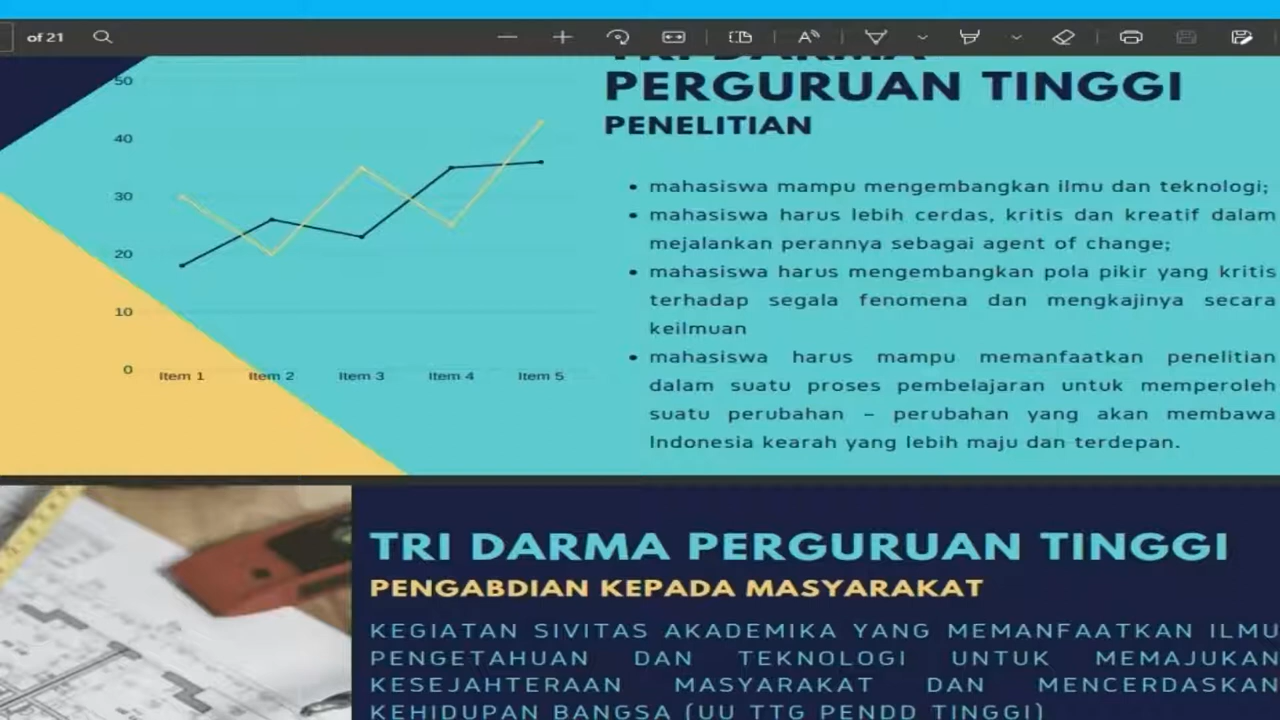 of 21
TRI DARMA
PERGURUAN TINGGI
PENELITIAN
50
40
30
20
10
0
Item 1 Item 2 Item 3 Item 4 Item 5
• mahasiswa mampu mengembangkan ilmu dan teknologi;
• mahasiswa harus lebih cerdas, kritis dan kreatif dalam
mejalankan perannya sebagai agent of change;
• mahasiswa harus mengembangkan pola pikir yang kritis
terhadap segala fenomena dan mengkajinya secara
keilmuan
• mahasiswa harus mampu memanfaatkan penelitian
dalam suatu proses pembelajaran untuk memperoleh
suatu perubahan – perubahan yang akan membawa
Indonesia kearah yang lebih maju dan terdepan.
TRI DARMA PERGURUAN TINGGI
PENGABDIAN KEPADA MASYARAKAT
KEGIATAN SIVITAS AKADEMIKA YANG MEMANFAATKAN ILMU
PENGETAHUAN DAN TEKNOLOGI UNTUK MEMAJUKAN
KESEJAHTERAAN MASYARAKAT DAN MENCERDASKAN
KEHIDUPAN BANGSA (UU TTG PENDD TINGGI)